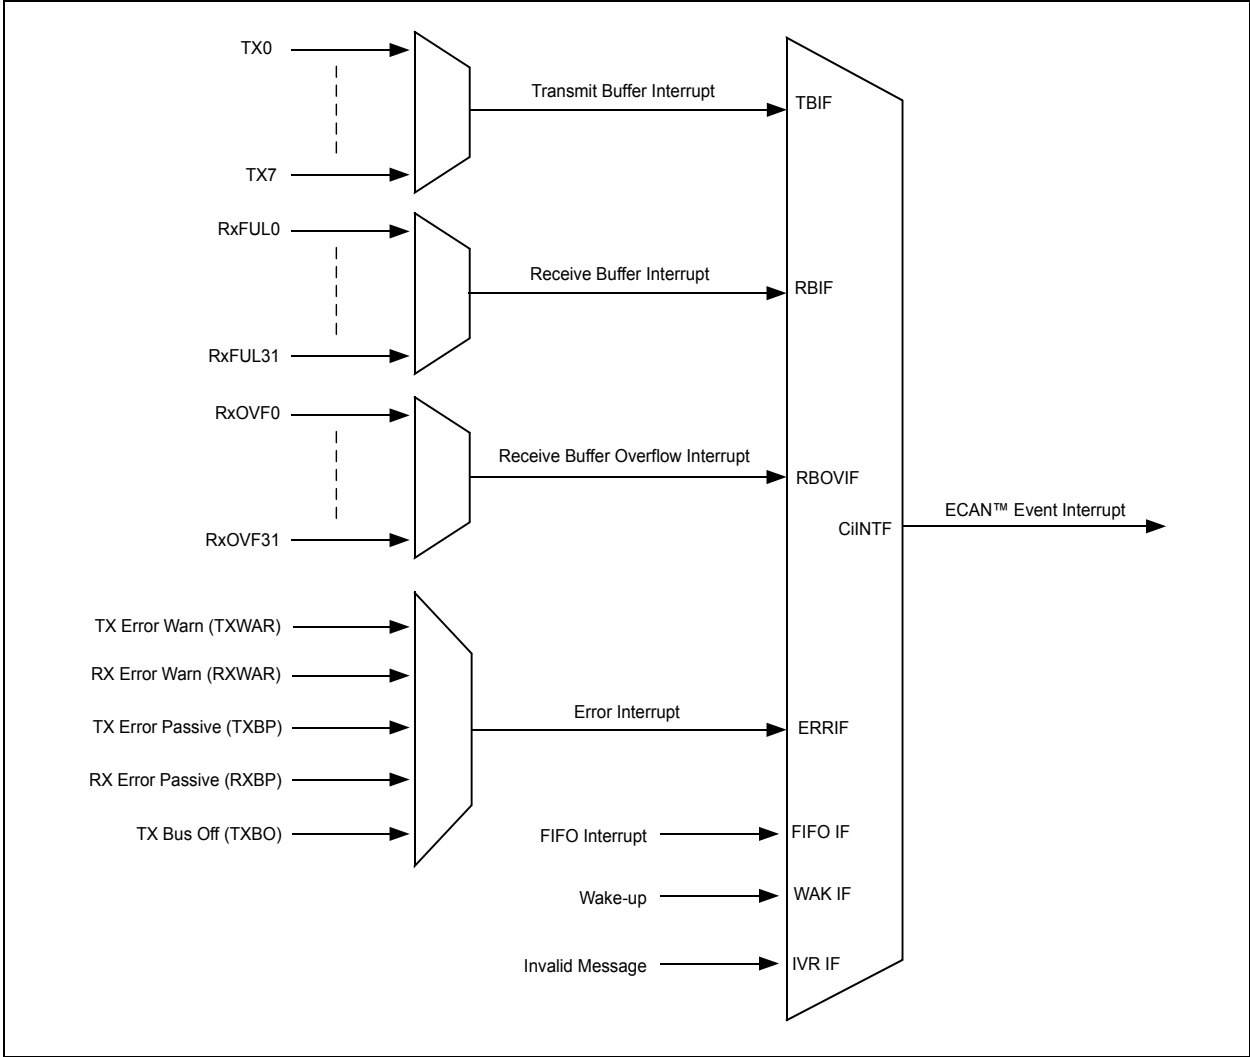 TX0
Transmit Buffer Interrupt
TBIF
TX7
RxFUL0
Receive Buffer Interrupt
RBIF
RxFUL31
RxOVF0
Receive Buffer Overflow Interrupt
RBOVIF
ECAN™ Event Interrupt
CiINTF
RxOVF31
TX Error Warn (TXWAR)
RX Error Warn (RXWAR)
Error Interrupt
TX Error Passive (TXBP)
ERRIF
RX Error Passive (RXBP)
TX Bus Off (TXBO)
FIFO Interrupt
FIFO IF
Wake-up
WAK IF
Invalid Message
IVR IF